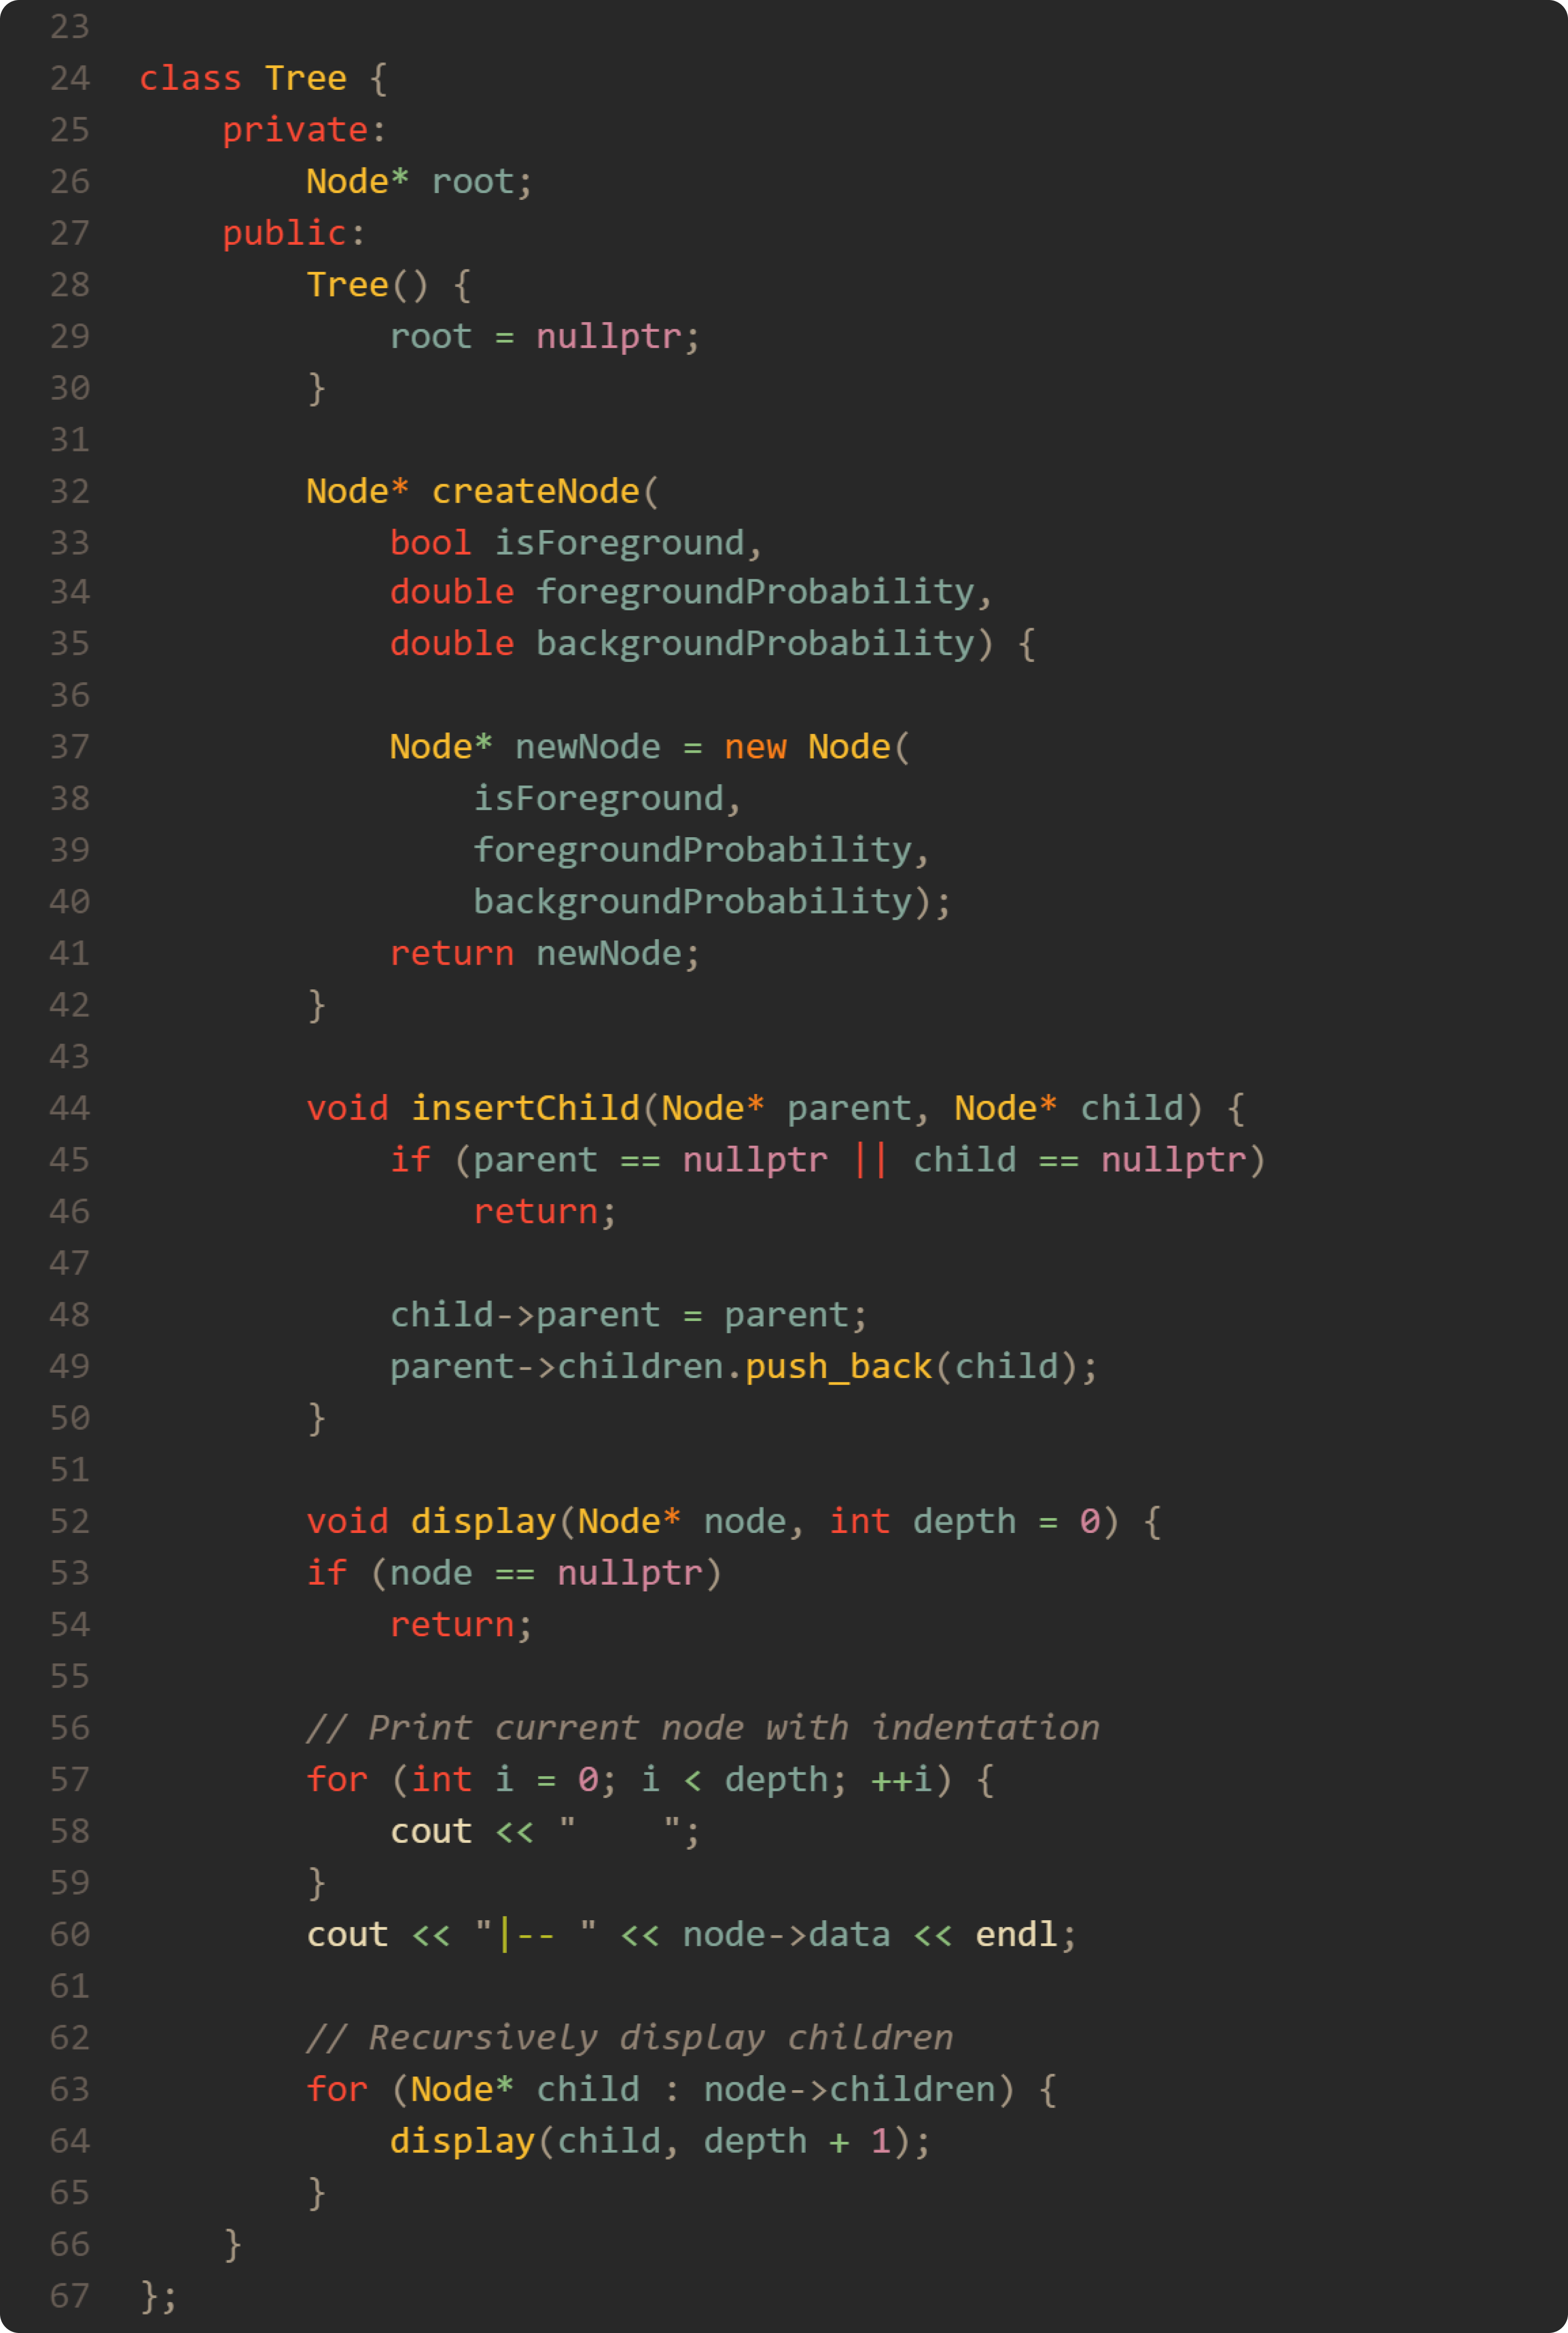 23
24 class Tree {
25     private:
26         Node* root;
27     public:
28         Tree() {
29             root = nullptr;
30         }
31
32         Node* createNode(
33             bool isForeground,
34             double foregroundProbability,
35             double backgroundProbability) {
36
37             Node* newNode = new Node(
38                 isForeground,
39                 foregroundProbability,
40                 backgroundProbability);
41             return newNode;
42         }
43
44         void insertChild(Node* parent, Node* child) {
45             if (parent == nullptr || child == nullptr)
46                 return;
47
48             child->parent = parent;
49             parent->children.push_back(child);
50         }
51
52         void display(Node* node, int depth = 0) {
53         if (node == nullptr)
54             return;
55
56         // Print current node with indentation
57         for (int i = 0; i < depth; ++i) {
58             cout << "    ";
59         }
60         cout << "|-- " << node->data << endl;
61
62         // Recursively display children
63         for (Node* child : node->children) {
64             display(child, depth + 1);
65         }
66     }
67 };